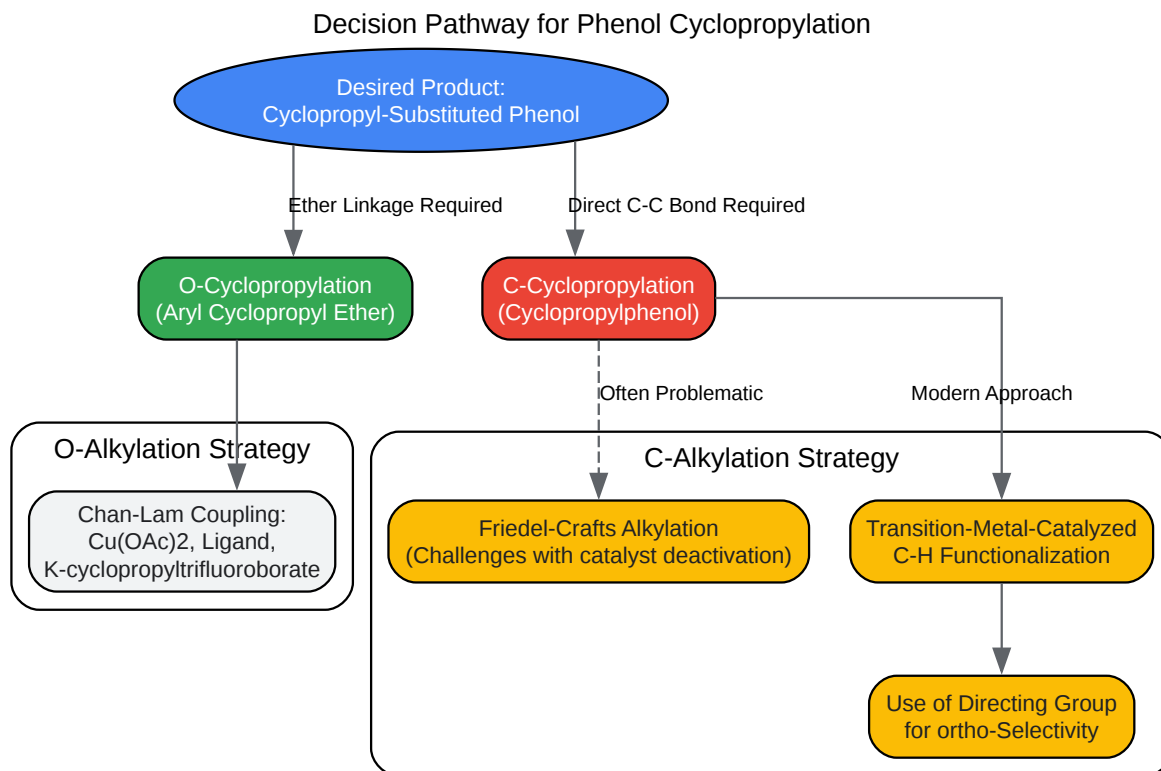 Decision Pathway for Phenol Cyclopropylation
Desired Product:
Cyclopropyl-Substituted Phenol
Ether Linkage Required
Direct C-C Bond Required
O-Cyclopropylation
(Aryl Cyclopropyl Ether)
C-Cyclopropylation
(Cyclopropylphenol)
Often Problematic
Modern Approach
O-Alkylation Strategy
Chan-Lam Coupling:
Cu(OAc)2, Ligand,
K-cyclopropyltrifluoroborate
C-Alkylation Strategy
Friedel-Crafts Alkylation
(Challenges with catalyst deactivation)
Transition-Metal-Catalyzed
C-H Functionalization
Use of Directing Group
for ortho-Selectivity